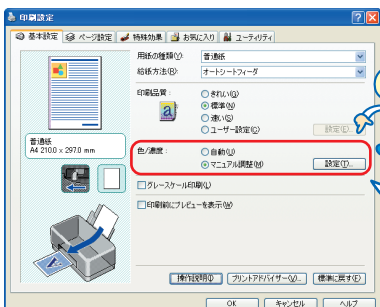 印刷設定
基本設定 ページ設定 特殊効果 お気に入り ユーティリティ
用紙の種類(Y): 普通紙
給紙方法(R): オートシートフィーダ
印刷品質: きれい(G)
標準(N)
速い(S)
ユーザー設定(C) 設定(E)...
普通紙
A4 210.0 x 297.0 mm
色/濃度: 自動(U)
マニュアル調整(M) 設定(T)...
グレースケール印刷(L)
印刷前にプレビューを表示(W)
操作説明(I) プリントアドバイザー(V)... 標準に戻す(F)
OK キャンセル ヘルプ